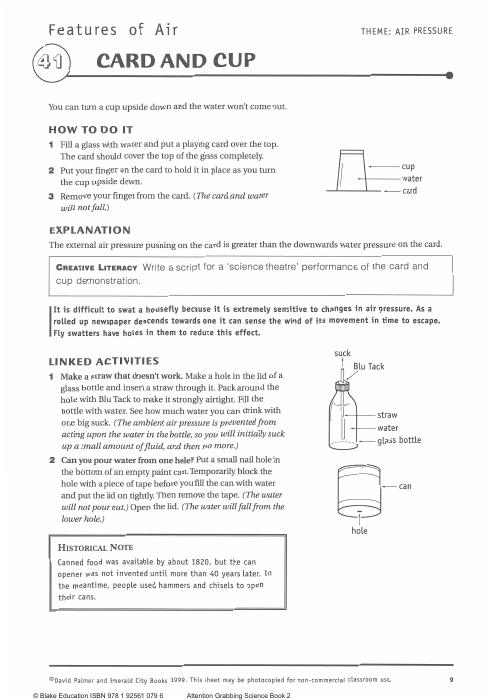 Features of Air
THEME: AIR PRESSURE
41
CARD AND CUP
You can turn a cup upside down and the water won't come out.
HOW TO DO IT
1 Fill a glass with water and put a playing card over the top.
The card should cover the top of the glass completely.
2 Put your finger on the card to hold it in place as you turn
the cup upside down.
3 Remove your finger from the card. (The card and water
will not fall.)
cup
water
card
EXPLANATION
The external air pressure pushing on the card is greater than the downwards water pressure on the card.
CREATIVE LITERACY Write a script for a 'science theatre' performance of the card and
cup demonstration.
It is difficult to swat a housefly because it is extremely sensitive to changes in air pressure. As a
rolled up newspaper descends towards one it can sense the wind of its movement in time to escape.
Fly swatters have holes in them to reduce this effect.
LINKED ACTIVITIES
1 Make a straw that doesn't work. Make a hole in the lid of a
glass bottle and insert a straw through it. Pack around the
hole with Blu Tack to make it strongly airtight. Fill the
bottle with water. See how much water you can drink with
one big suck. (The ambient air pressure is prevented from
acting upon the water in the bottle, so you will initially suck
up a small amount of fluid, and then no more.)
2 Can you pour water from one hole? Put a small nail hole in
the bottom of an empty paint can. Temporarily block the
hole with a piece of tape before you fill the can with water
and put the lid on tightly. Then remove the tape. (The water
will not pour out.) Open the lid. (The water will fall from the
lower hole.)
suck
Blu Tack
straw
water
glass bottle
can
hole
HISTORICAL NOTE
Canned food was available by about 1820, but the can
opener was not invented until more than 40 years later. In
the meantime, people used hammers and chisels to open
their cans.
©David Palmer and Emerald City Books 1999. This sheet may be photocopied for non-commercial classroom use.
9
© Blake Education ISBN 978 1 92561 079 6 Attention Grabbing Science Book 2